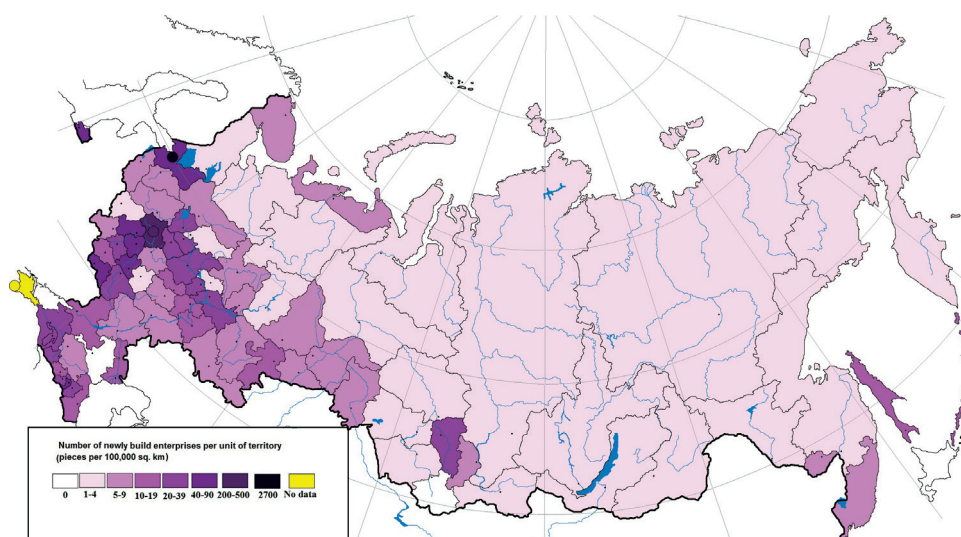 Number of newly build enterprises per unit of territory
(pieces per 100,000 sq. km)
0 1-4 5-9 10-19 20-39 40-90 200-500 2700 No data